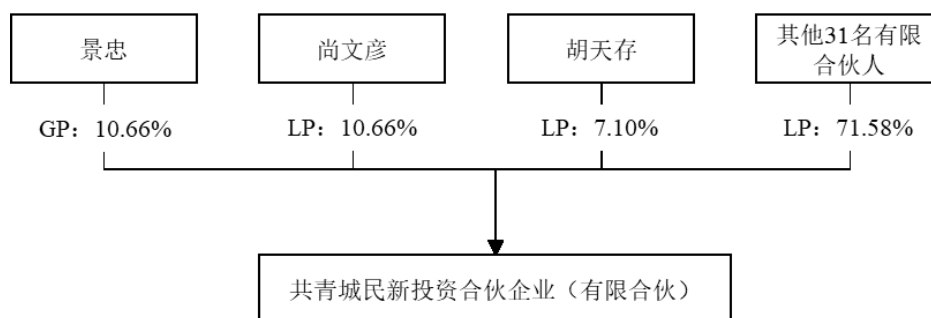 景忠
尚文彦
胡天存
其他31名有限
合伙人
GP：10.66%
LP：10.66%
LP：7.10%
LP：71.58%
共青城民新投资合伙企业（有限合伙）